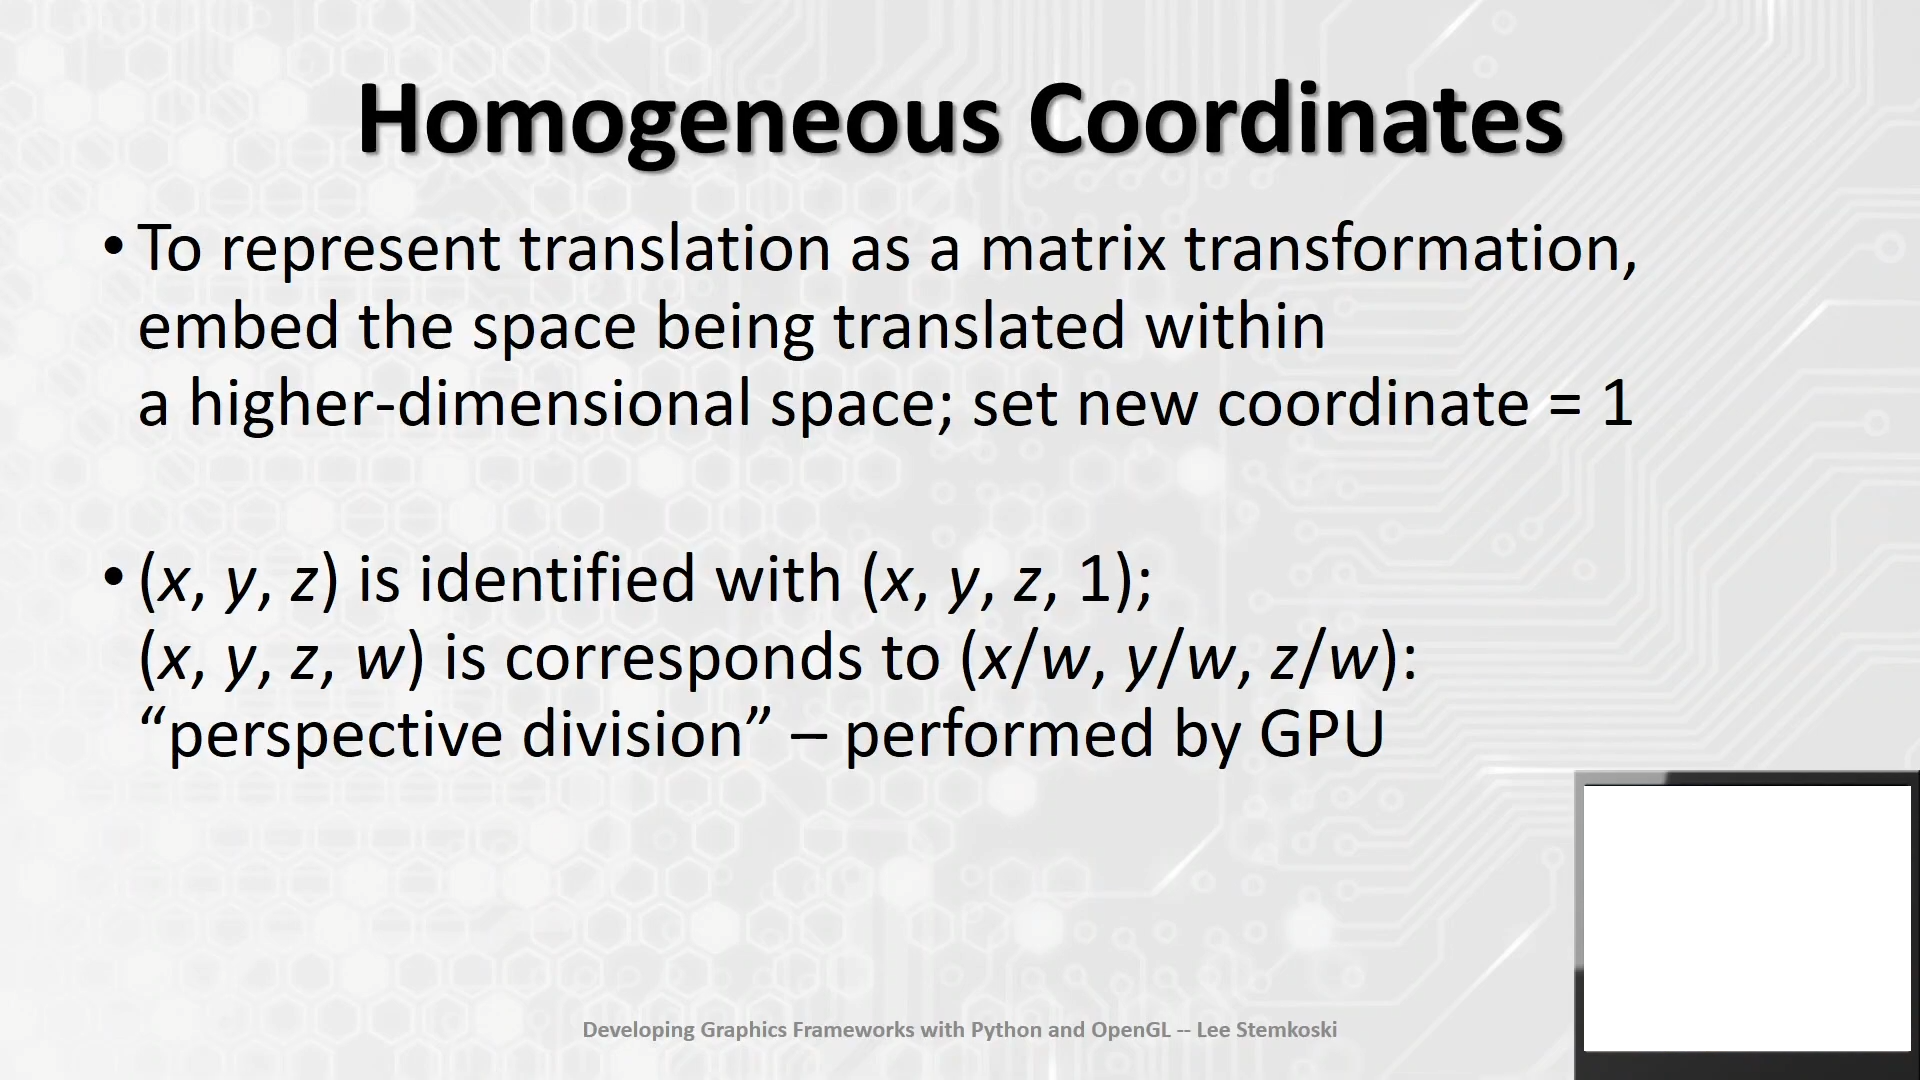 Homogeneous Coordinates
• To represent translation as a matrix transformation,
embed the space being translated within
a higher-dimensional space; set new coordinate = 1
• (x, y, z) is identified with (x, y, z, 1);
(x, y, z, w) is corresponds to (x/w, y/w, z/w):
“perspective division” – performed by GPU
Developing Graphics Frameworks with Python and OpenGL -- Lee Stemkoski